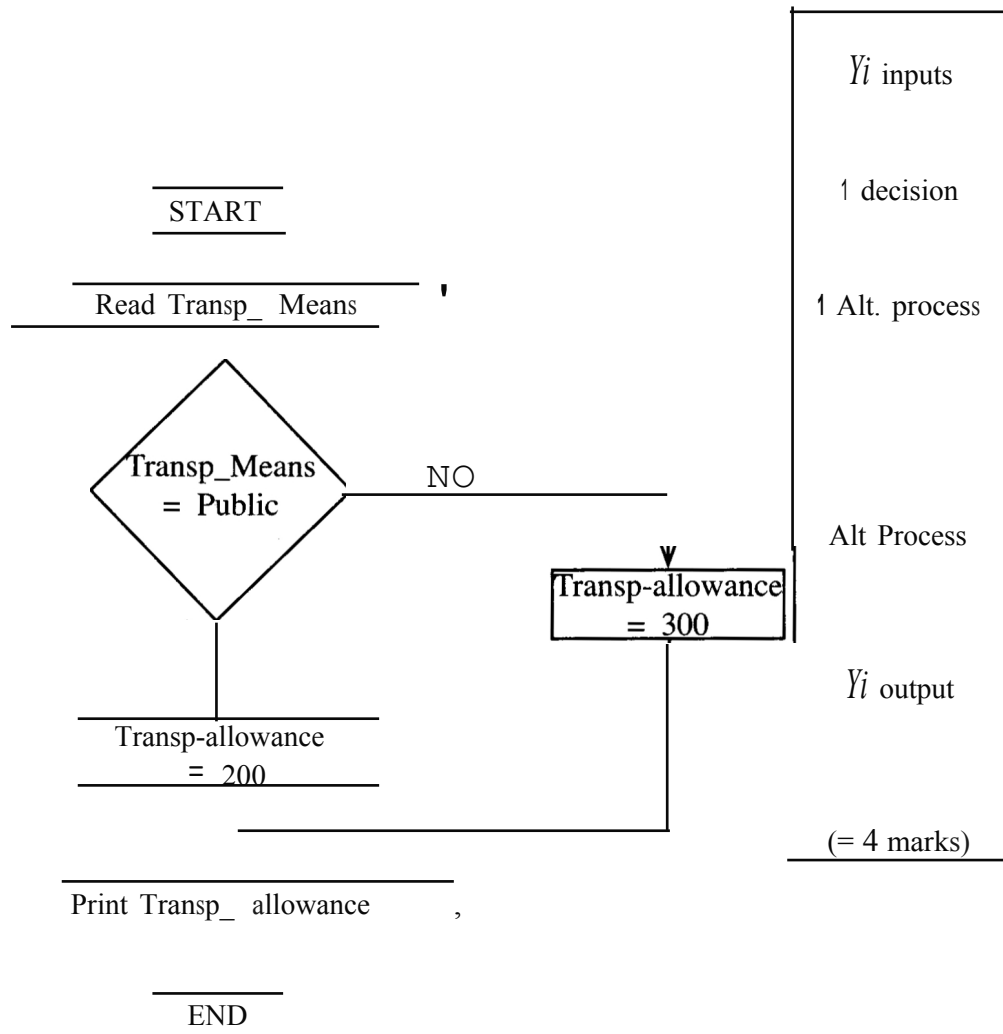 START
Read Transp_ Means '
Transp_Means
= Public
NO
Transp-allowance
= 300
Transp-allowance
= 200
Print Transp_ allowance ,
END
Yi inputs
1 decision
1 Alt. process
Alt Process
Yi output
(= 4 marks)